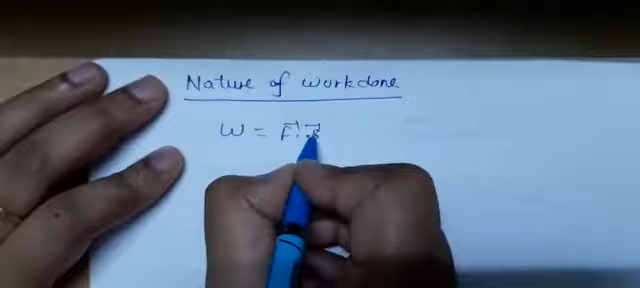 Nature of workdone
W = F⃗ . s⃗